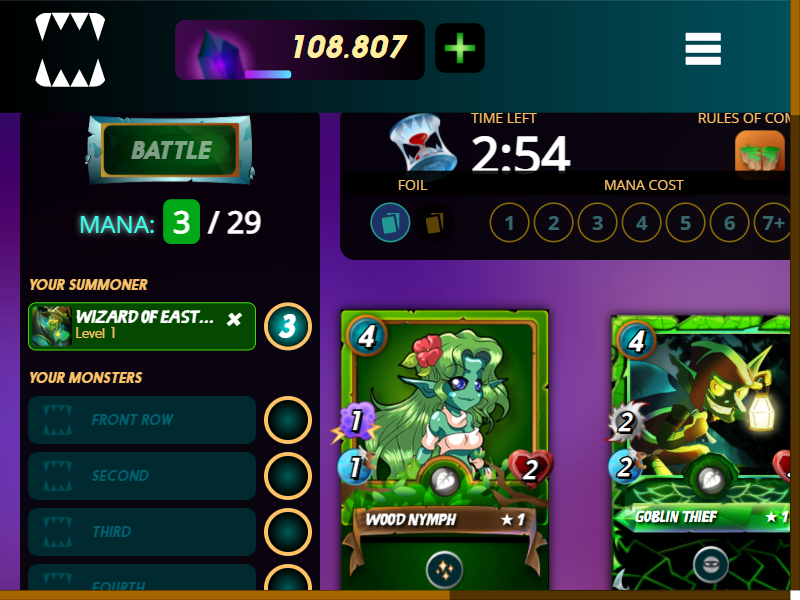 108.807
BATTLE
MANA: 3 / 29
TIME LEFT
2:54
RULES OF COM
FOIL
MANA COST
1 2 3 4 5 6 7+
YOUR SUMMONER
WIZARD OF EAST...
Level 1
3
YOUR MONSTERS
FRONT ROW
SECOND
THIRD
FOURTH
4
1
1
2
WOOD NYMPH
★ 1
4
2
2
GOBLIN THIEF
★ 1